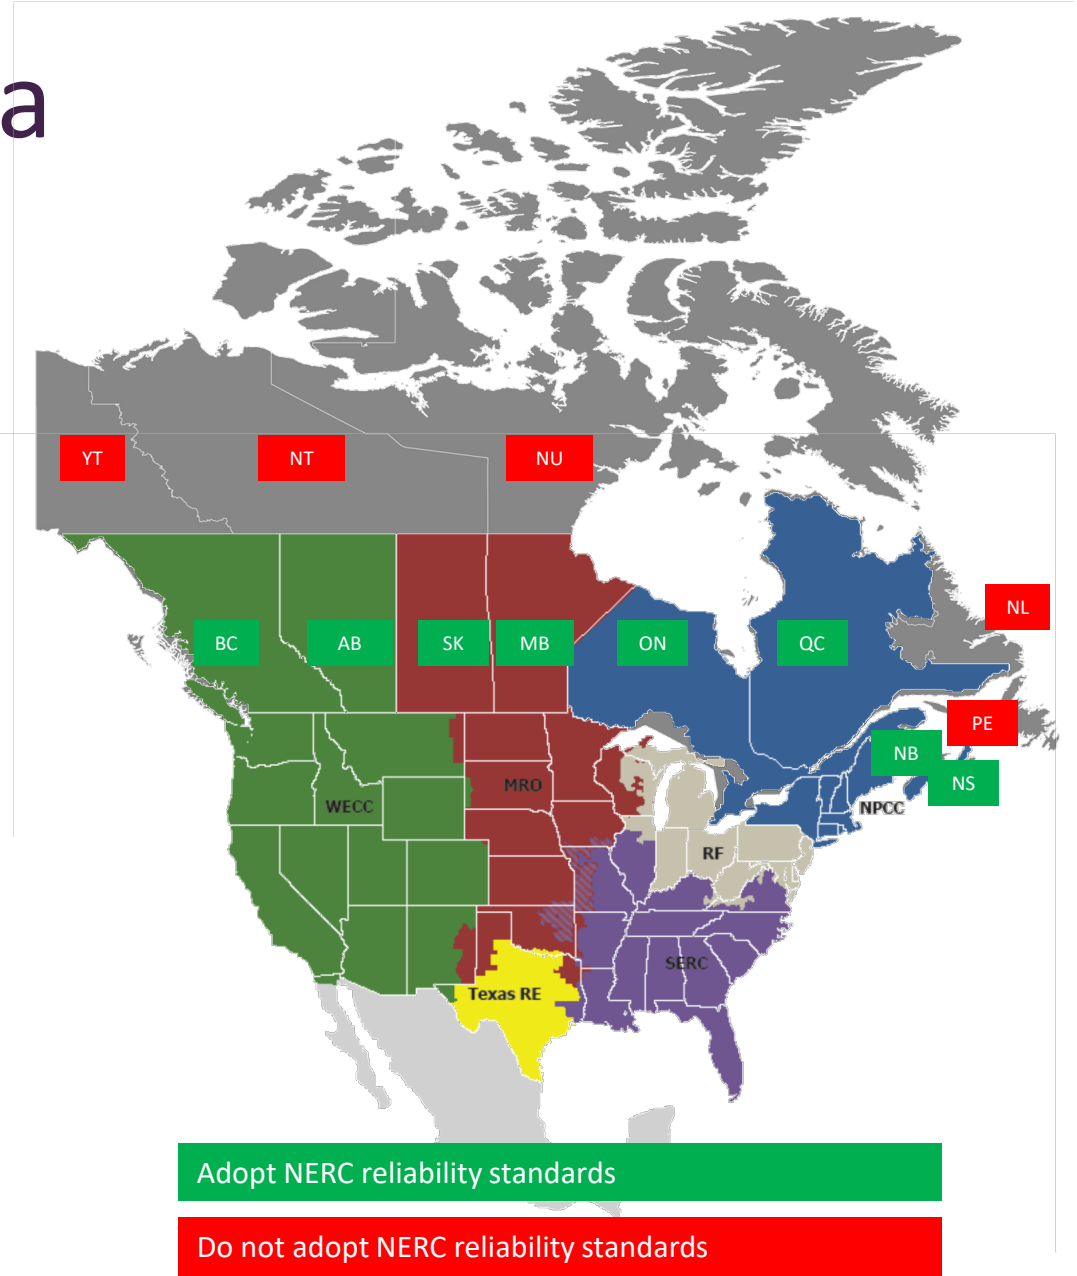 a
YT
NT
NU
NL
BC
AB
SK
MB
ON
QC
PE
NB
NS
MRO
WECC
NPCC
RF
SERC
Texas RE
Adopt NERC reliability standards
Do not adopt NERC reliability standards